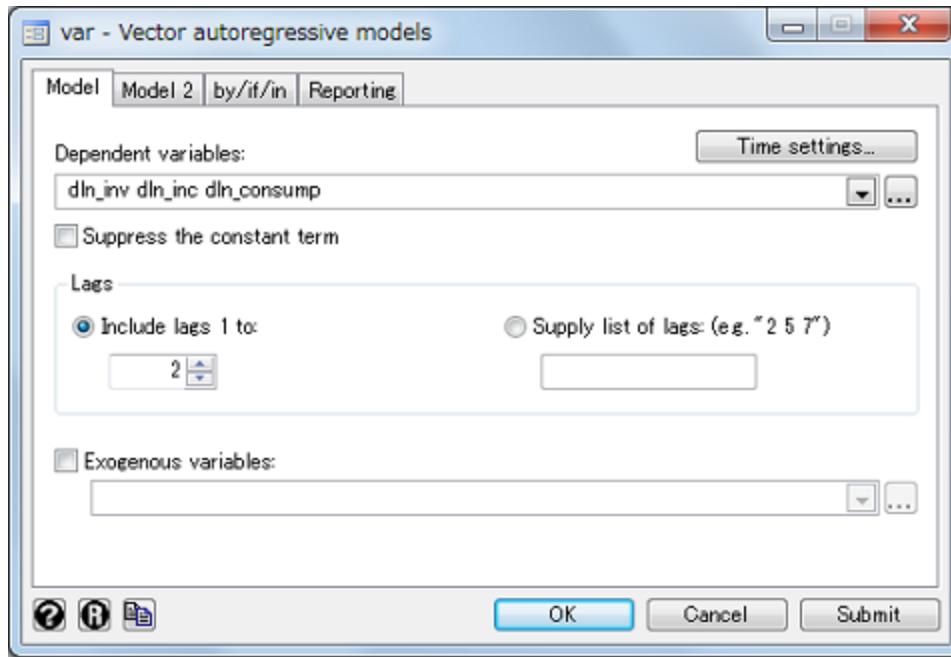 var - Vector autoregressive models
Model Model 2 by/if/in Reporting
Time settings...
Dependent variables:
dln_inv dln_inc dln_consump
...
Suppress the constant term
Lags
Include lags 1 to: Supply list of lags: (e.g. "2 5 7")
2
Exogenous variables:
...
? R OK Cancel Submit